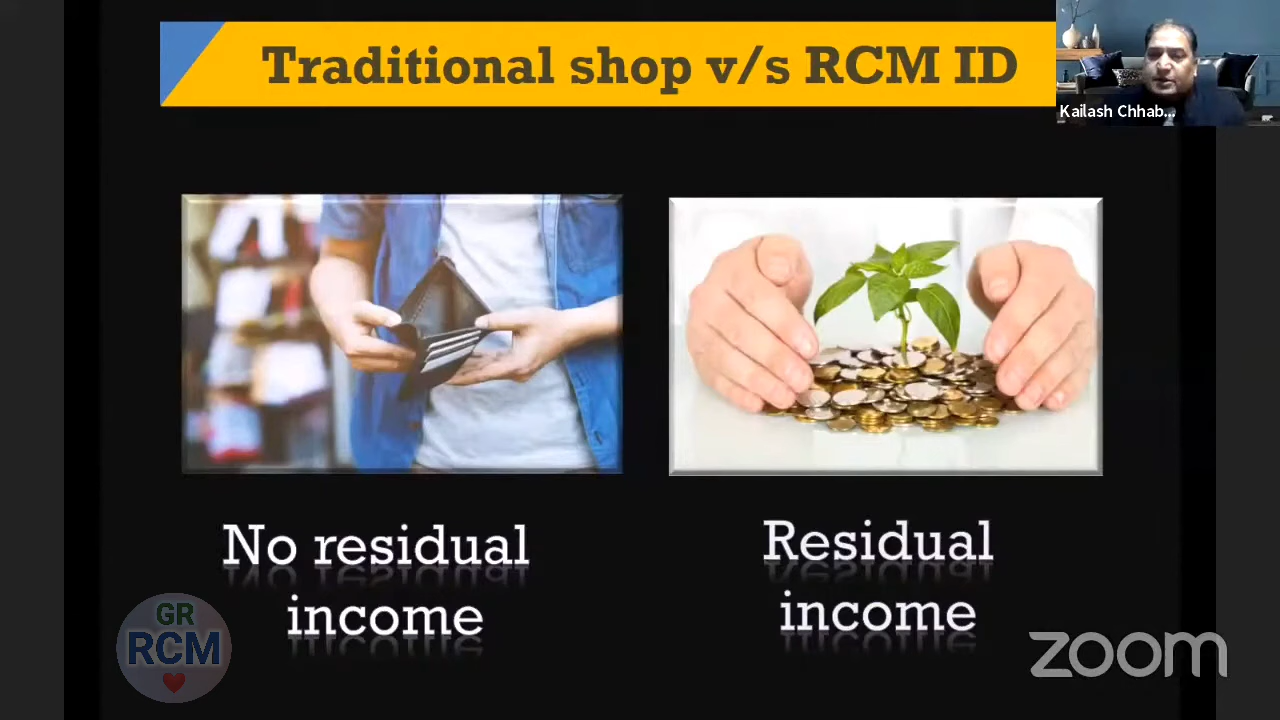 Traditional shop v/s RCM ID
Kailash Chhab...
No residual
income
Residual
income
GR
RCM
zoom